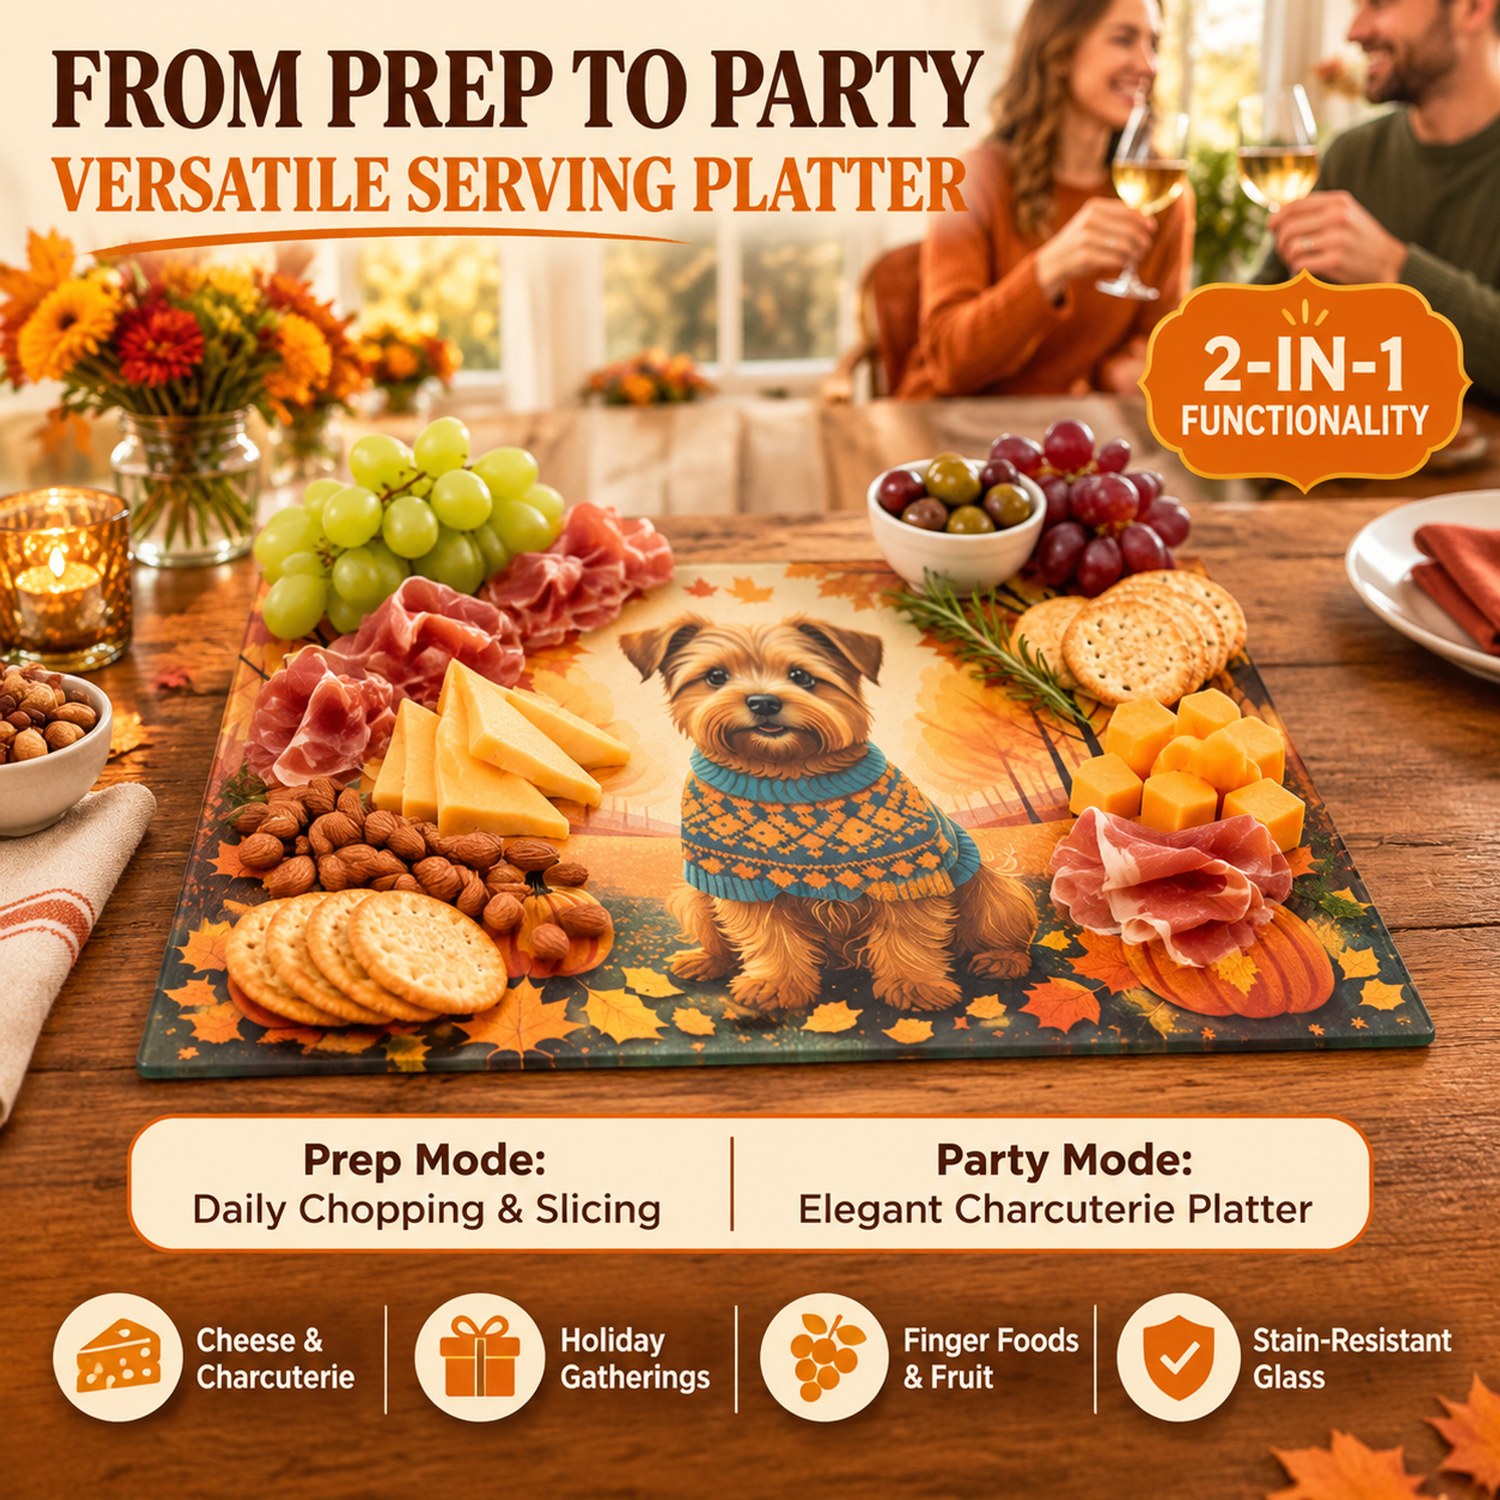 FROM PREP TO PARTY
VERSATILE SERVING PLATTER
2-IN-1
FUNCTIONALITY
Prep Mode:
Daily Chopping & Slicing
Party Mode:
Elegant Charcuterie Platter
Cheese &
Charcuterie
Holiday
Gatherings
Finger Foods
& Fruit
Stain-Resistant
Glass